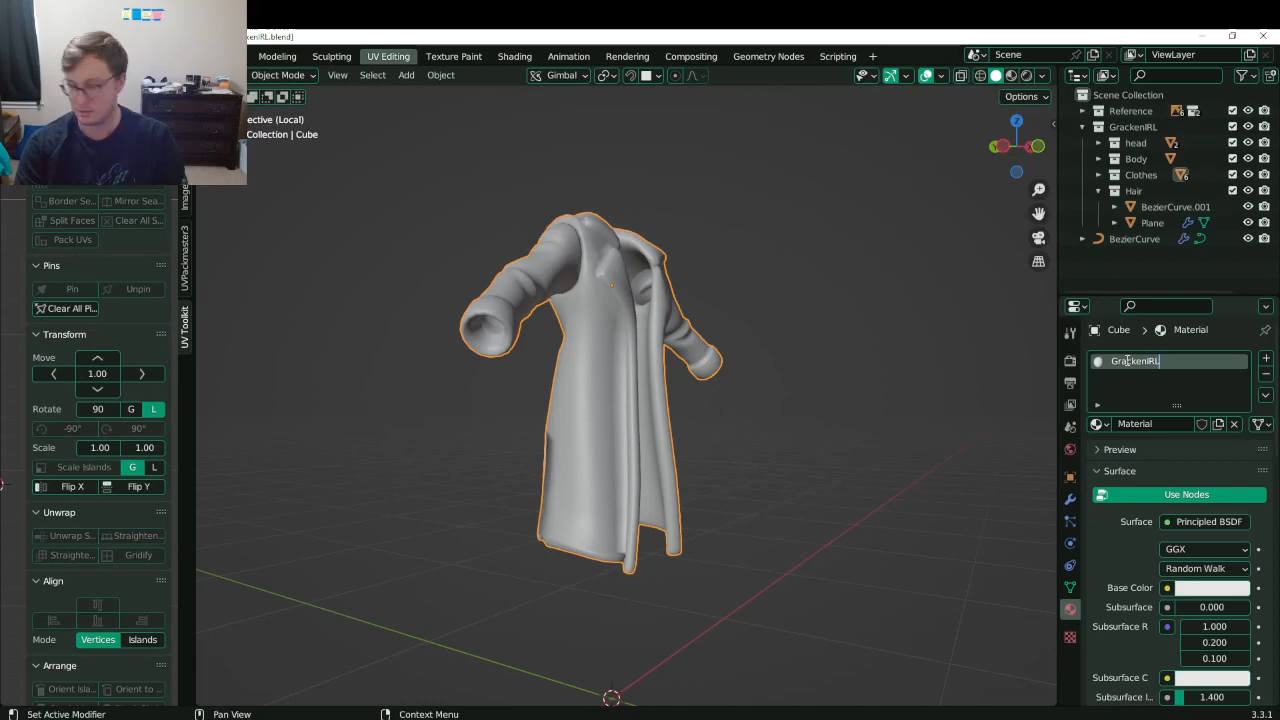 ckenIRL.blend]
Modeling Sculpting UV Editing Texture Paint Shading Animation Rendering Compositing Geometry Nodes Scripting + Scene ViewLayer
Object Mode View Select Add Object Gimbal
Options
ective (Local)
Collection | Cube
Scene Collection
Reference 6 2
GrackenIRL
head 2
Body
Clothes 6
Hair
BezierCurve.001
Plane
BezierCurve
Z
Border Se... Mirror Sea...
Split Faces Clear All S...
Pack UVs
Pins
Pin Unpin
Clear All Pi...
Transform
Move
1.00
Rotate 90 G L
-90° 90°
Scale 1.00 1.00
Scale Islands G L
Flip X Flip Y
Unwrap
Unwrap S... Straighten...
Straighte... Gridify
Align
Mode Vertices Islands
Arrange
Orient Isla... Orient to ...
UVPackmaster3
UV Toolkit
Cube Material
GrackenIRL
Material
Preview
Surface
Use Nodes
Surface Principled BSDF
GGX
Random Walk
Base Color
Subsurface 0.000
Subsurface R 1.000
0.200
0.100
Subsurface C
Subsurface I... 1.400
Set Active Modifier Pan View Context Menu 3.3.1